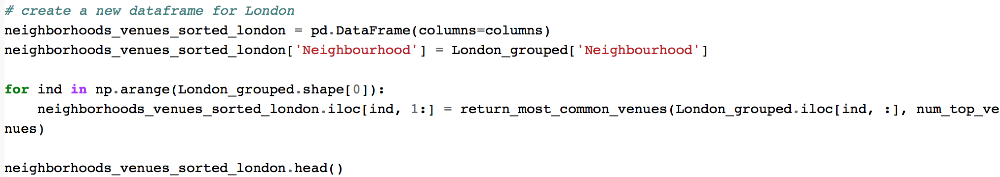 # create a new dataframe for London
neighborhoods_venues_sorted_london = pd.DataFrame(columns=columns)
neighborhoods_venues_sorted_london['Neighbourhood'] = London_grouped['Neighbourhood']

for ind in np.arange(London_grouped.shape[0]):
    neighborhoods_venues_sorted_london.iloc[ind, 1:] = return_most_common_venues(London_grouped.iloc[ind, :], num_top_ve
nues)

neighborhoods_venues_sorted_london.head()